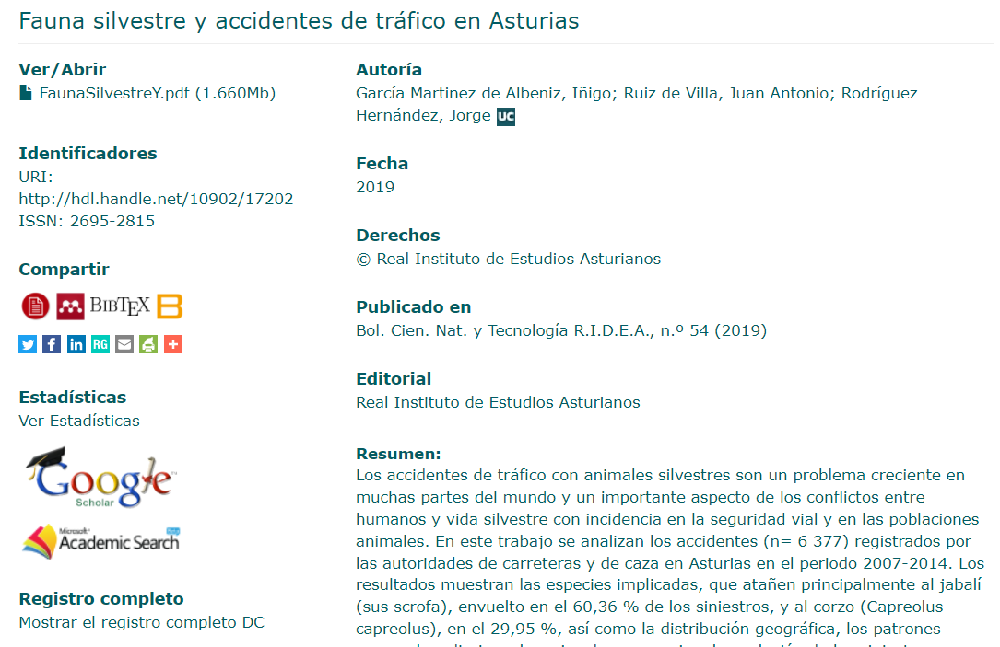 Fauna silvestre y accidentes de tráfico en Asturias
Ver/Abrir
FaunaSilvestreY.pdf (1.660Mb)
Identificadores
URI:
http://hdl.handle.net/10902/17202
ISSN: 2695-2815
Compartir
BIBTEX
B
f
in
RG
Estadísticas
Ver Estadísticas
Google
Scholar
Microsoft
Academic Search
Registro completo
Mostrar el registro completo DC
Autoría
García Martinez de Albeniz, Iñigo; Ruiz de Villa, Juan Antonio; Rodríguez
Hernández, Jorge UC
Fecha
2019
Derechos
© Real Instituto de Estudios Asturianos
Publicado en
Bol. Cien. Nat. y Tecnología R.I.D.E.A., n.º 54 (2019)
Editorial
Real Instituto de Estudios Asturianos
Resumen:
Los accidentes de tráfico con animales silvestres son un problema creciente en
muchas partes del mundo y un importante aspecto de los conflictos entre
humanos y vida silvestre con incidencia en la seguridad vial y en las poblaciones
animales. En este trabajo se analizan los accidentes (n= 6 377) registrados por
las autoridades de carreteras y de caza en Asturias en el periodo 2007-2014. Los
resultados muestran las especies implicadas, que atañen principalmente al jabalí
(sus scrofa), envuelto en el 60,36 % de los siniestros, y al corzo (Capreolus
capreolus), en el 29,95 %, así como la distribución geográfica, los patrones